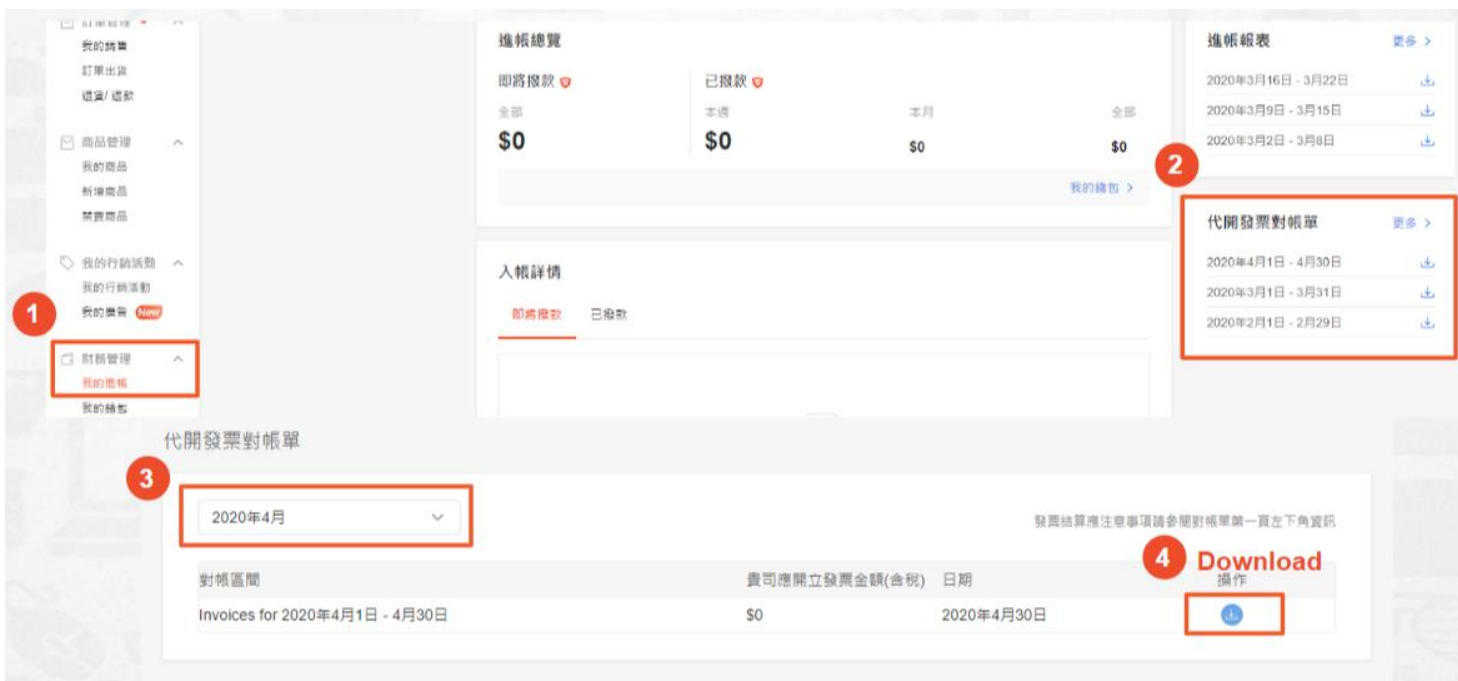 訂單管理
我的銷售
訂單出貨
退貨/退款
商品管理
我的商品
新增商品
禁賣商品
我的行銷活動
我的行銷活動
我的廣告 New
1
財務管理
我的進帳
我的錢包
進帳總覽
即將撥款
已撥款
全部
本週
本月
全部
$0
$0
$0
$0
我的錢包 >
入帳詳情
即將撥款
已撥款
進帳報表
更多 >
2020年3月16日 - 3月22日
2020年3月9日 - 3月15日
2020年3月2日 - 3月8日
2
代開發票對帳單
更多 >
2020年4月1日 - 4月30日
2020年3月1日 - 3月31日
2020年2月1日 - 2月29日
代開發票對帳單
3
2020年4月
發票結算應注意事項請參閱對帳單第一頁左下角資訊
4 Download
對帳區間
貴司應開立發票金額(含稅)
日期
操作
Invoices for 2020年4月1日 - 4月30日
$0
2020年4月30日